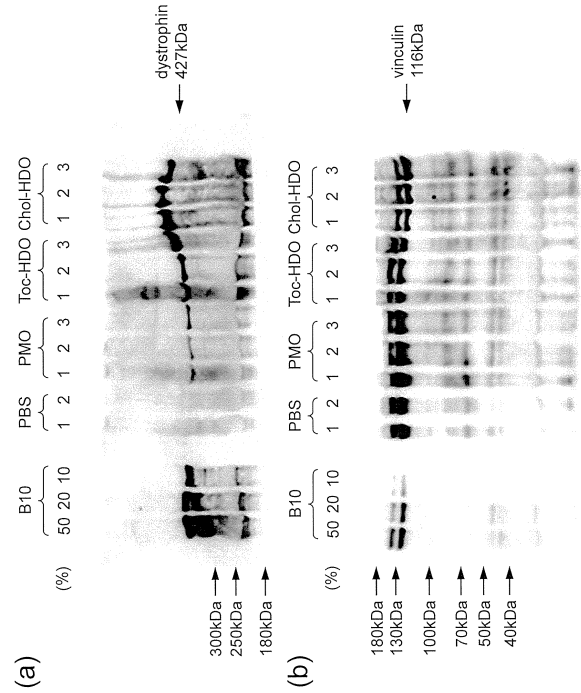 (a)
B10 PBS PMO Toc-HDO Chol-HDO
(%) 50 20 10 1 2 1 2 3 1 2 3 1 2 3
dystrophin
427kDa
300kDa
250kDa
180kDa
(b)
B10 PBS PMO Toc-HDO Chol-HDO
(%) 50 20 10 1 2 1 2 3 1 2 3 1 2 3
vinculin
116kDa
180kDa
130kDa
100kDa
70kDa
50kDa
40kDa